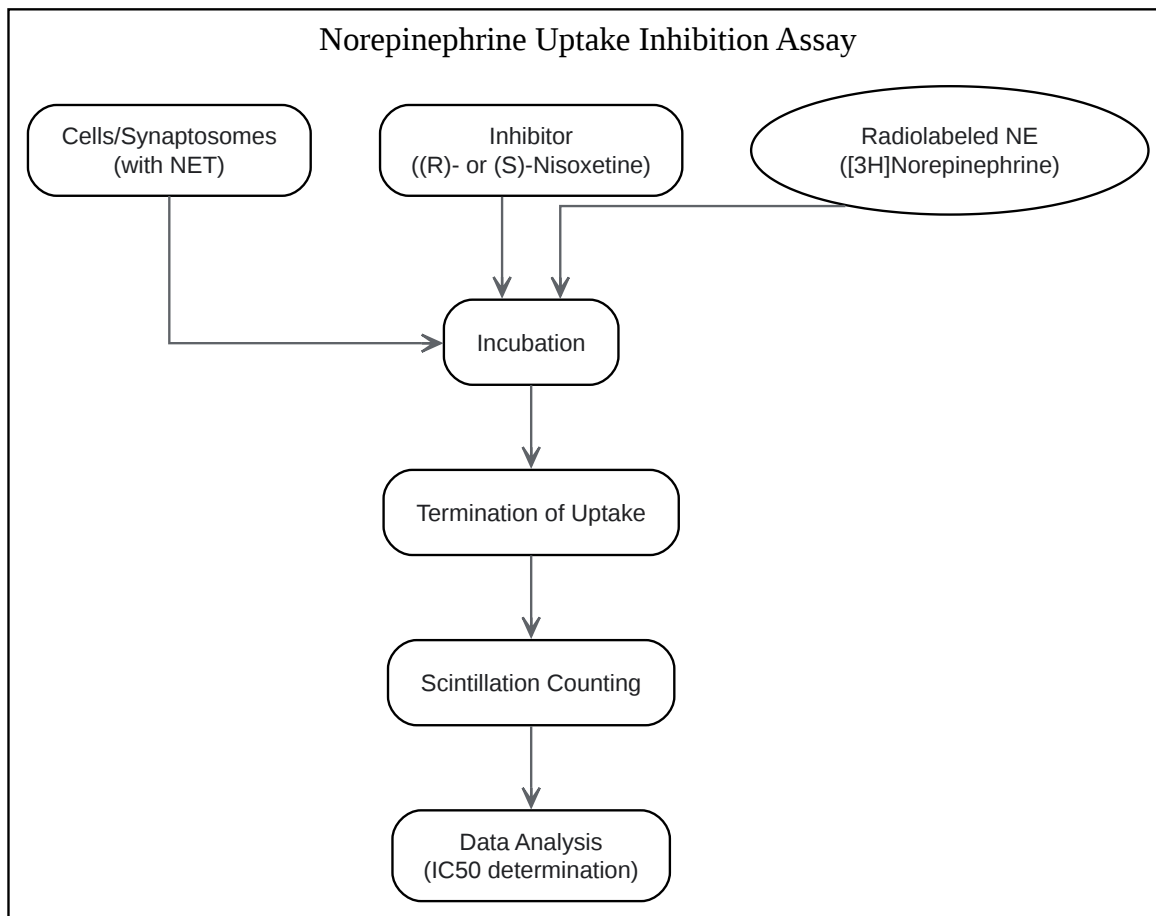 Norepinephrine Uptake Inhibition Assay
Cells/Synaptosomes
(with NET)
Inhibitor
((R)- or (S)-Nisoxetine)
Radiolabeled NE
([3H]Norepinephrine)
Incubation
Termination of Uptake
Scintillation Counting
Data Analysis
(IC50 determination)